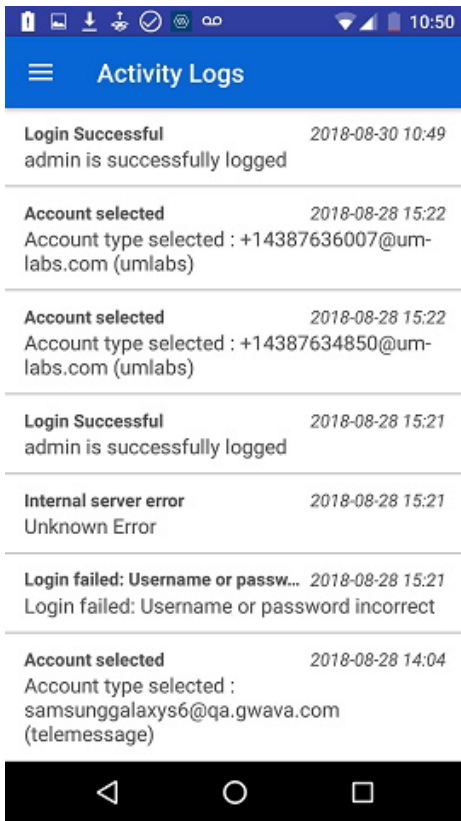 10:50
Activity Logs
Login Successful 2018-08-30 10:49
admin is successfully logged
Account selected 2018-08-28 15:22
Account type selected : +14387636007@um-
labs.com (umlabs)
Account selected 2018-08-28 15:22
Account type selected : +14387634850@um-
labs.com (umlabs)
Login Successful 2018-08-28 15:21
admin is successfully logged
Internal server error 2018-08-28 15:21
Unknown Error
Login failed: Username or passw... 2018-08-28 15:21
Login failed: Username or password incorrect
Account selected 2018-08-28 14:04
Account type selected :
samsunggalaxys6@qa.gwava.com
(telemessage)